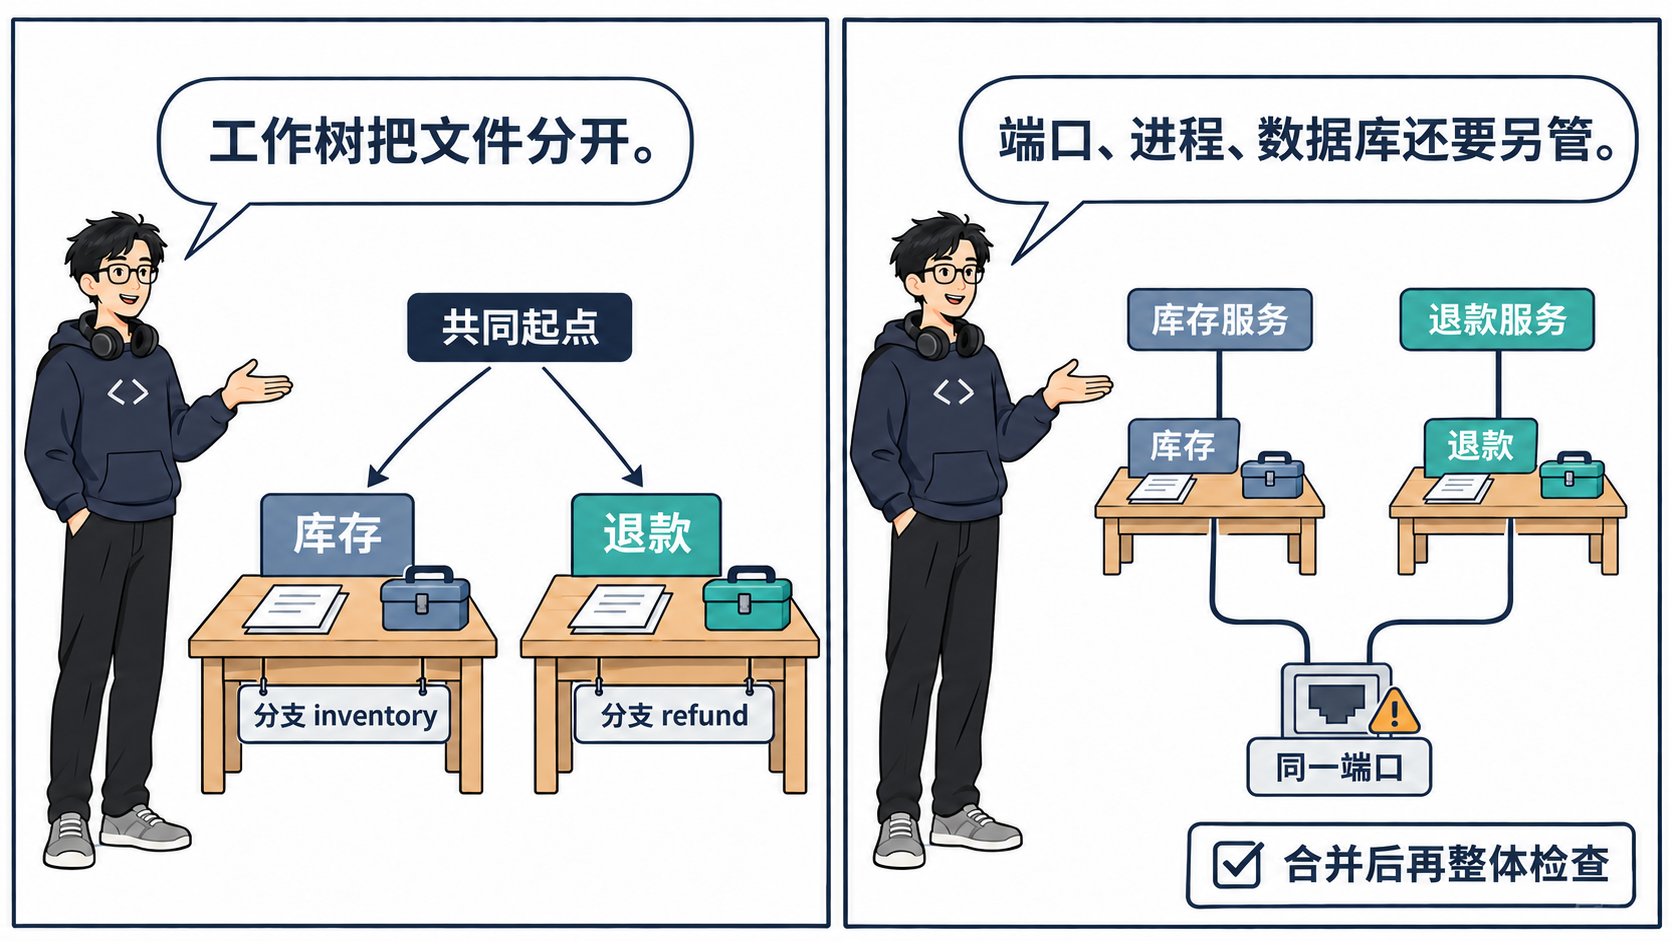 工作树把文件分开。
共同起点
库存
退款
分支 inventory
分支 refund
端口、进程、数据库还要另管。
库存服务
退款服务
库存
退款
同一端口
合并后再整体检查